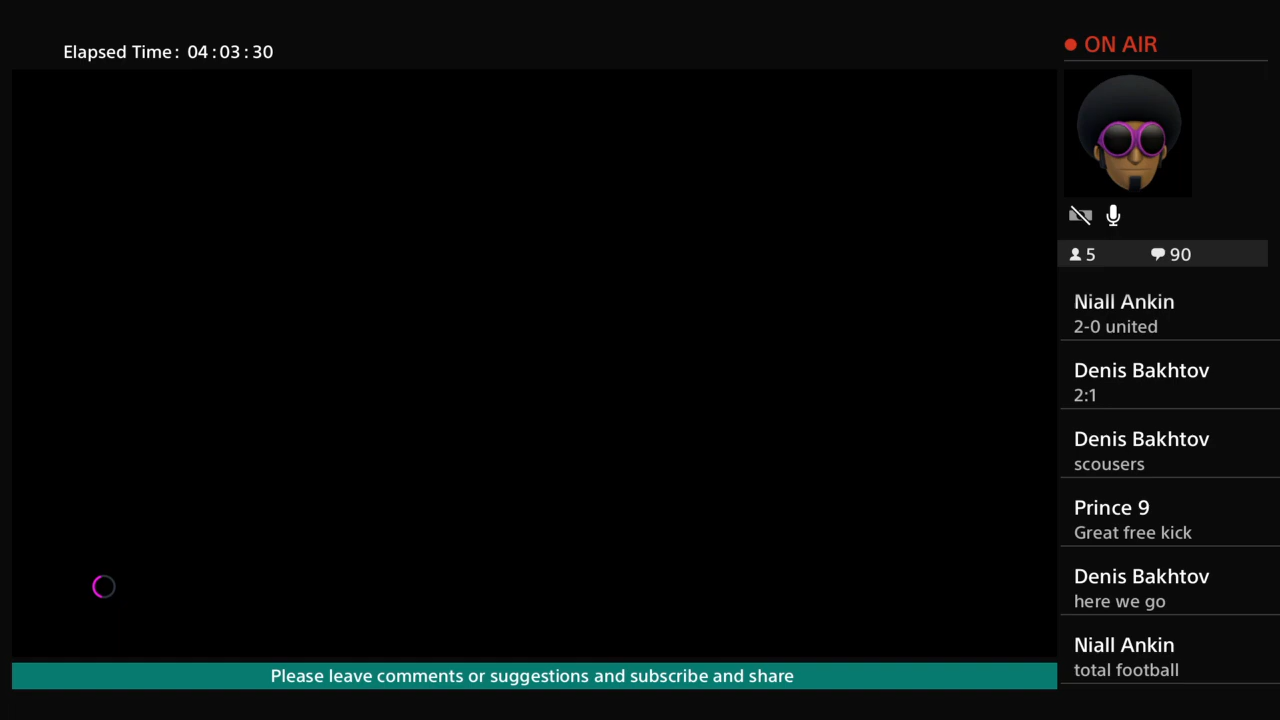 Elapsed Time: 04:03:30
ON AIR
5 90
Niall Ankin
2-0 united
Denis Bakhtov
2:1
Denis Bakhtov
scousers
Prince 9
Great free kick
Denis Bakhtov
here we go
Niall Ankin
total football
Please leave comments or suggestions and subscribe and share